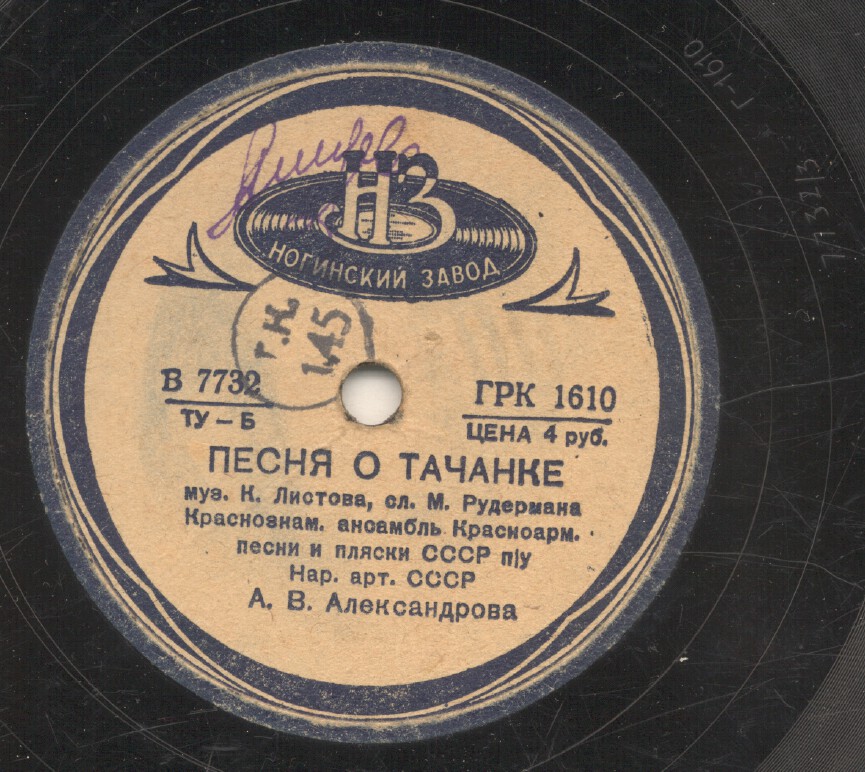 НЗ
НОГИНСКИЙ ЗАВОД
Г.К.
145
В 7732
ТУ – Б
ГРК 1610
ЦЕНА 4 руб.
ПЕСНЯ О ТАЧАНКЕ
муз. К. Листова, сл. М. Рудермана
Краснознам. ансамбль Красноарм.
песни и пляски СССР п/у
Нар. арт. СССР
А. В. Александрова
Г-1610